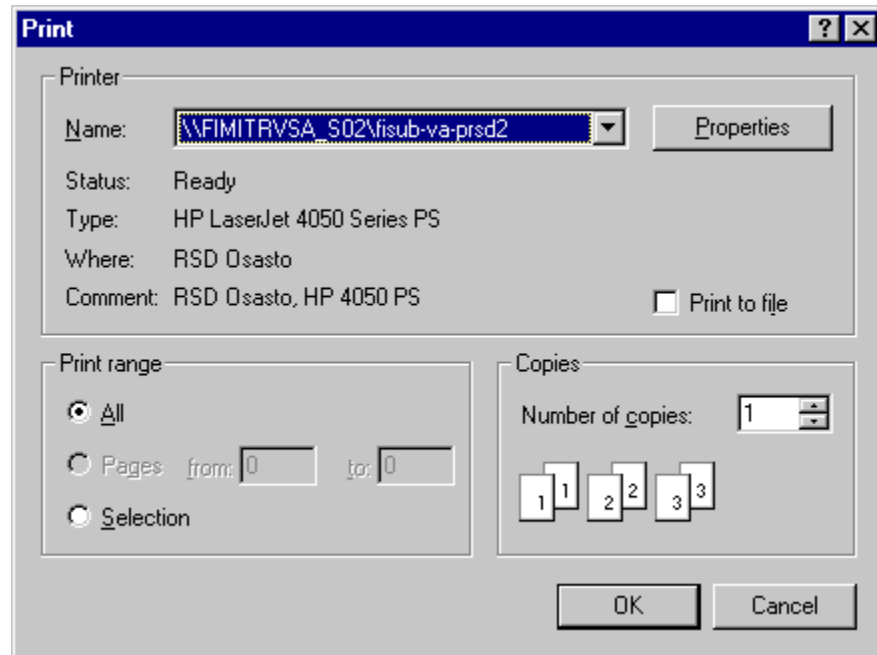 Print
Printer
Name: \\FIMITRVSA_S02\fisub-va-prsd2 Properties
Status: Ready
Type: HP LaserJet 4050 Series PS
Where: RSD Osasto
Comment: RSD Osasto, HP 4050 PS Print to file
Print range
All
Pages from: 0 to: 0
Selection
Copies
Number of copies: 1
1 1 2 2 3 3
OK Cancel